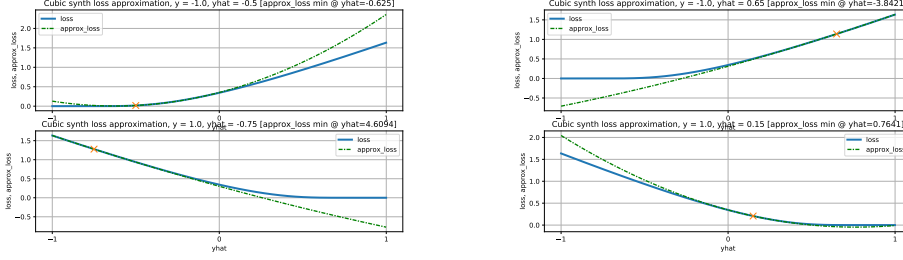 Cubic synth loss approximation, y = -1.0, yhat = -0.5 [approx_loss min @ yhat=-0.625]
loss, approx_loss
2.0
1.5
1.0
0.5
0.0
loss
approx_loss
−1
0
1
yhat
Cubic synth loss approximation, y = -1.0, yhat = 0.65 [approx_loss min @ yhat=-3.8421]
loss, approx_loss
1.5
1.0
0.5
0.0
−0.5
loss
approx_loss
−1
0
1
Cubic synth loss approximation, y = 1.0, yhat = -0.75 [approx_loss min @ yhat=4.6094]
loss, approx_loss
1.5
1.0
0.5
0.0
−0.5
loss
approx_loss
−1
0
1
yhat
Cubic synth loss approximation, y = 1.0, yhat = 0.15 [approx_loss min @ yhat=0.7641]
loss, approx_loss
2.0
1.5
1.0
0.5
0.0
loss
approx_loss
−1
0
1
yhat